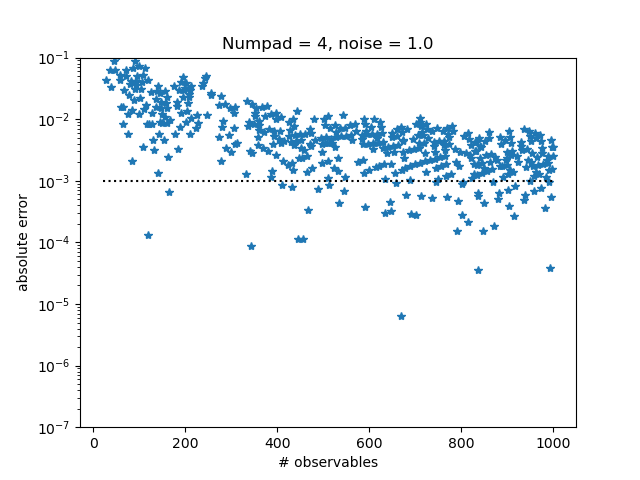 Numpad = 4, noise = 1.0
absolute error
10⁻¹
10⁻²
10⁻³
10⁻⁴
10⁻⁵
10⁻⁶
10⁻⁷
0 200 400 600 800 1000
# observables